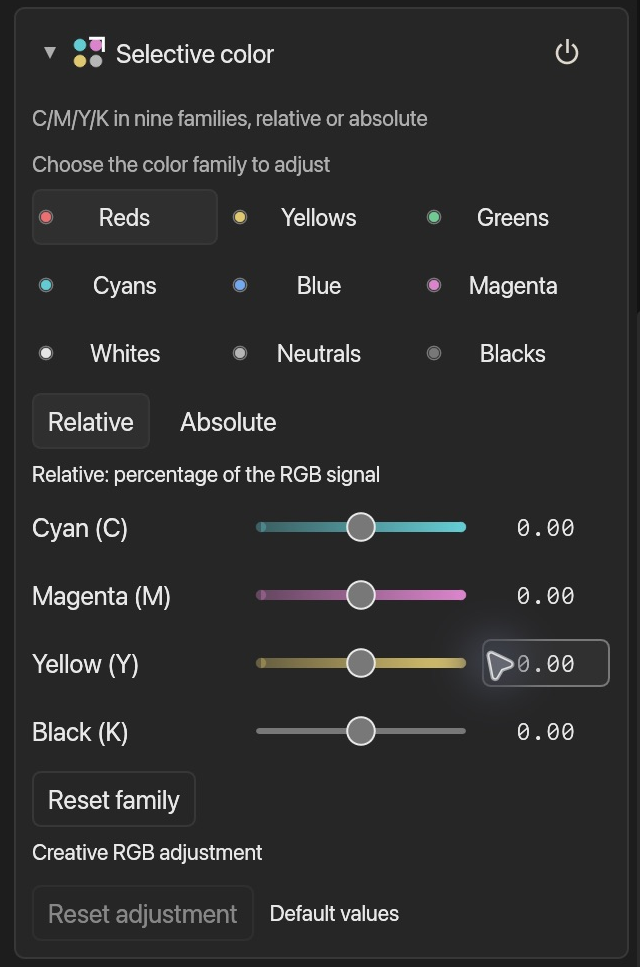 Selective color
C/M/Y/K in nine families, relative or absolute
Choose the color family to adjust
Reds Yellows Greens
Cyans Blue Magenta
Whites Neutrals Blacks
Relative Absolute
Relative: percentage of the RGB signal
Cyan (C) 0.00
Magenta (M) 0.00
Yellow (Y) 0.00
Black (K) 0.00
Reset family
Creative RGB adjustment
Reset adjustment Default values